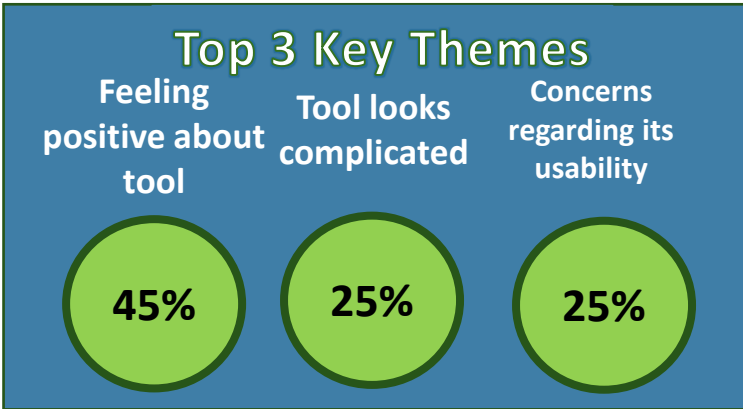 Top 3 Key Themes
Feeling
positive about
tool
Tool looks
complicated
Concerns
regarding its
usability
45%
25%
25%